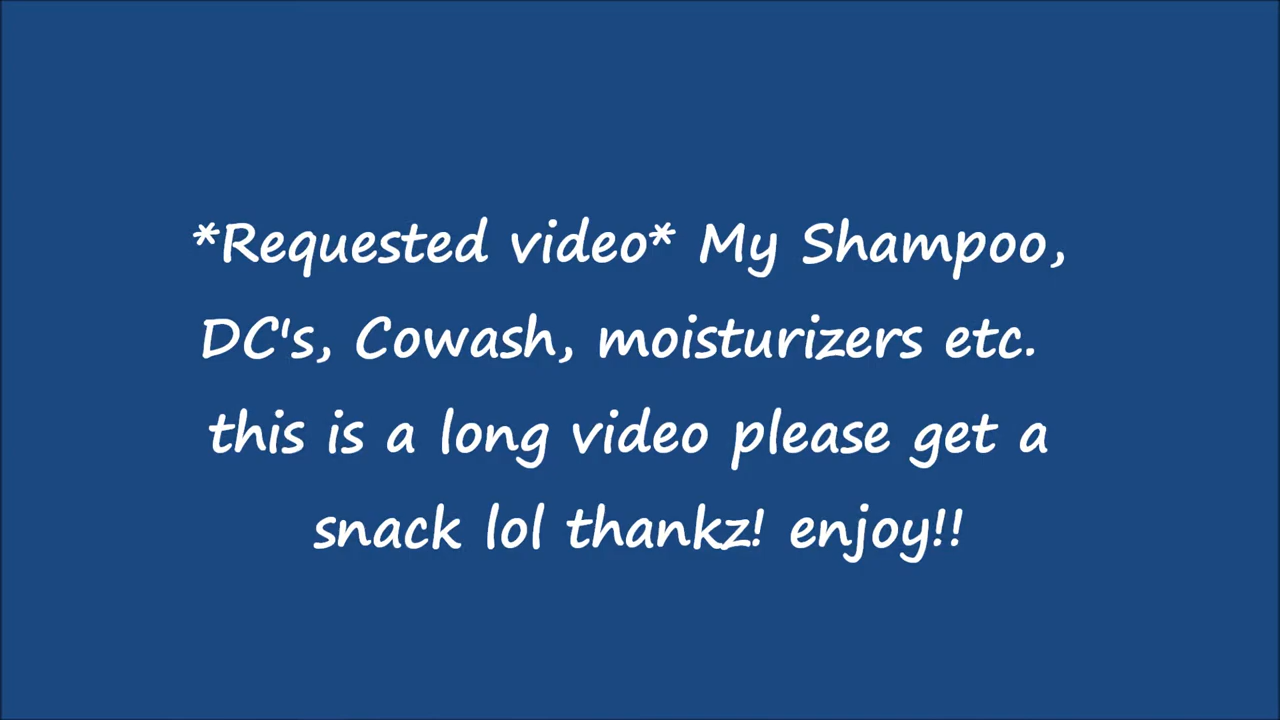 *Requested video* My Shampoo,
DC's, Cowash, moisturizers etc.
this is a long video please get a
snack lol thankz! enjoy!!